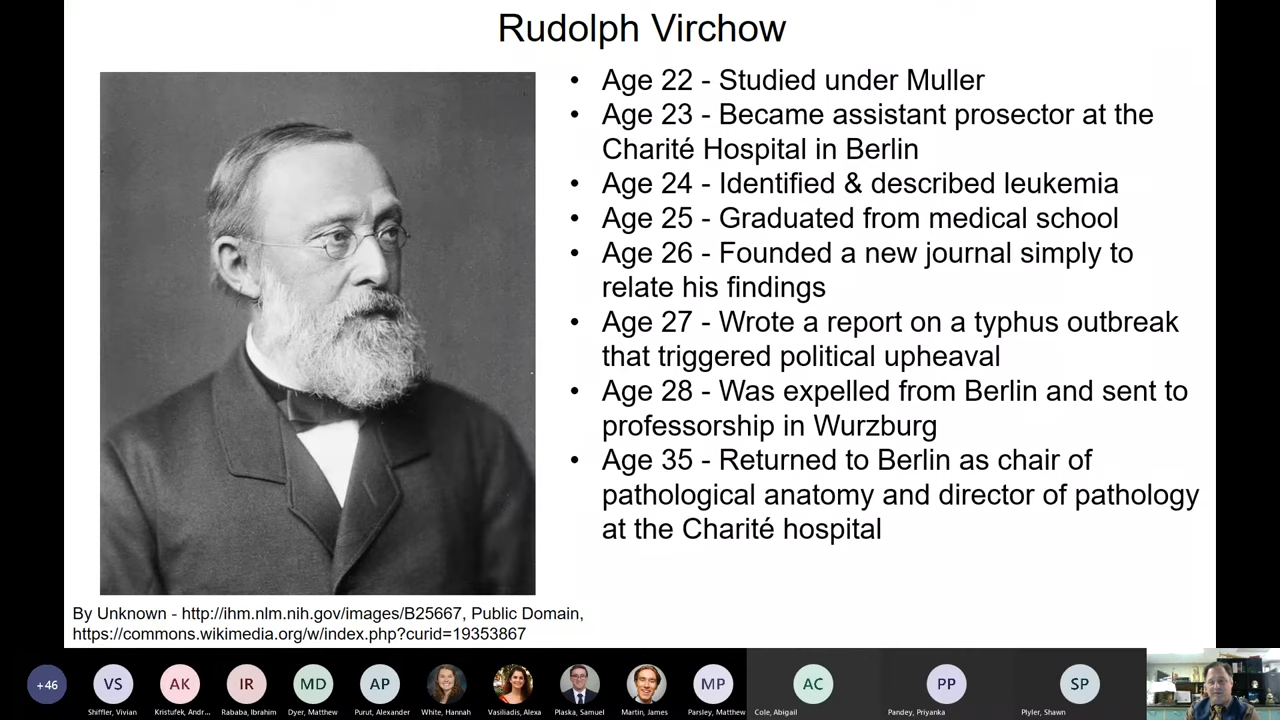 Rudolph Virchow
• Age 22 - Studied under Muller
• Age 23 - Became assistant prosector at the
Charité Hospital in Berlin
• Age 24 - Identified & described leukemia
• Age 25 - Graduated from medical school
• Age 26 - Founded a new journal simply to
relate his findings
• Age 27 - Wrote a report on a typhus outbreak
that triggered political upheaval
• Age 28 - Was expelled from Berlin and sent to
professorship in Wurzburg
• Age 35 - Returned to Berlin as chair of
pathological anatomy and director of pathology
at the Charité hospital
By Unknown - http://ihm.nlm.nih.gov/images/B25667, Public Domain,
https://commons.wikimedia.org/w/index.php?curid=19353867
+46 VS AK IR MD AP MP AC PP SP
Shiffler, Vivian Kristufek, Andr... Rababa, Ibrahim Dyer, Matthew Purut, Alexander White, Hannah Vasiliadis, Alexa Plaska, Samuel Martin, James Parsley, Matthew Cole, Abigail Pandey, Priyanka Plyler, Shawn